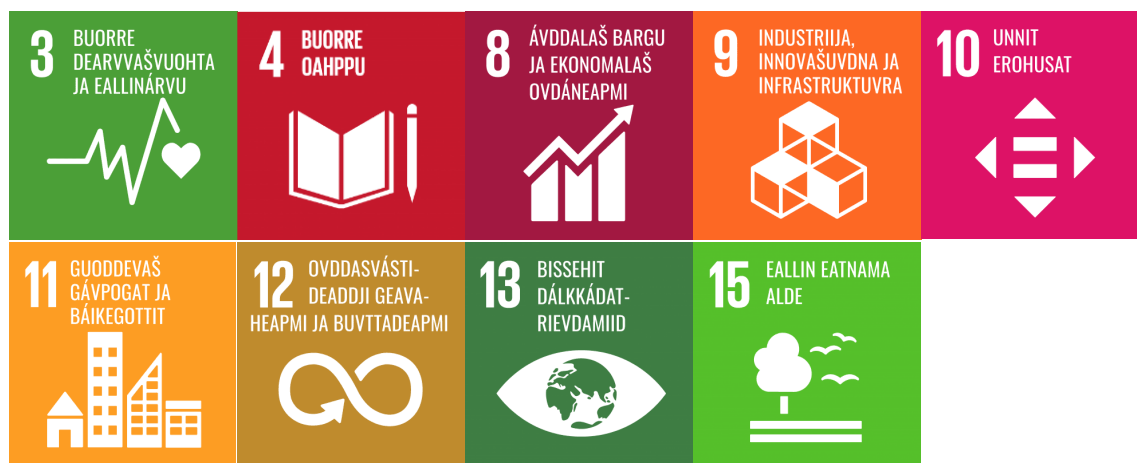 3 BUORRE
DEARVVAŠVUOHTA
JA EALLINÁRVU
4 BUORRE
OAHPPU
8 ÁVDDALAŠ BARGU
JA EKONOMALAŠ
OVDÁNEAPMI
9 INDUSTRIIJA,
INNOVAŠUVDNA JA
INFRASTRUKTUVRA
10 UNNIT
EROHUSAT
11 GUODDEVAŠ
GÁVPOGAT JA
BÁIKEGOTTIT
12 OVDDASVÁSTI-
DEADDJI GEAVA-
HEAPMI JA BUVTTADEAPMI
13 BISSEHIT
DÁLKKÁDAT-
RIEVDAMIID
15 EALLIN EATNAMA
ALDE